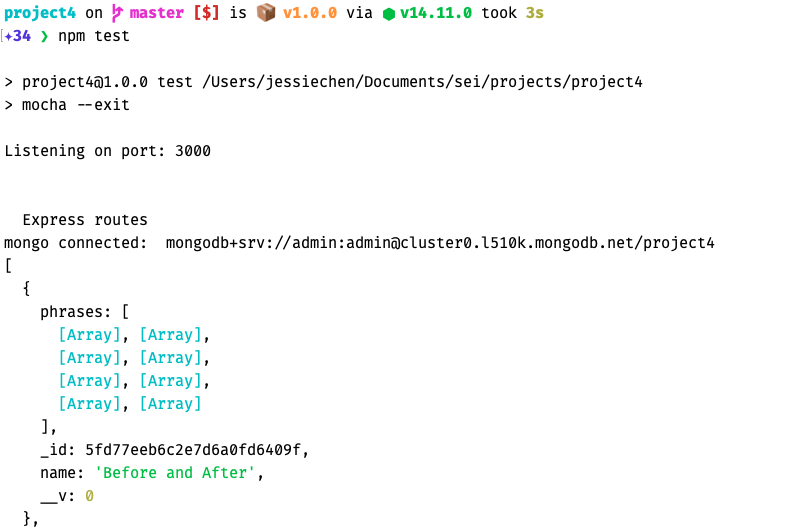 project4 on master [$] is 📦 v1.0.0 via ⬢ v14.11.0 took 3s
[✦34 ❯ npm test
> project4@1.0.0 test /Users/jessiechen/Documents/sei/projects/project4
> mocha --exit
Listening on port: 3000
Express routes
mongo connected:  mongodb+srv://admin:admin@cluster0.l510k.mongodb.net/project4
[
{
phrases: [
[Array], [Array],
[Array], [Array],
[Array], [Array],
[Array], [Array]
],
_id: 5fd77eeb6c2e7d6a0fd6409f,
name: 'Before and After',
__v: 0
},